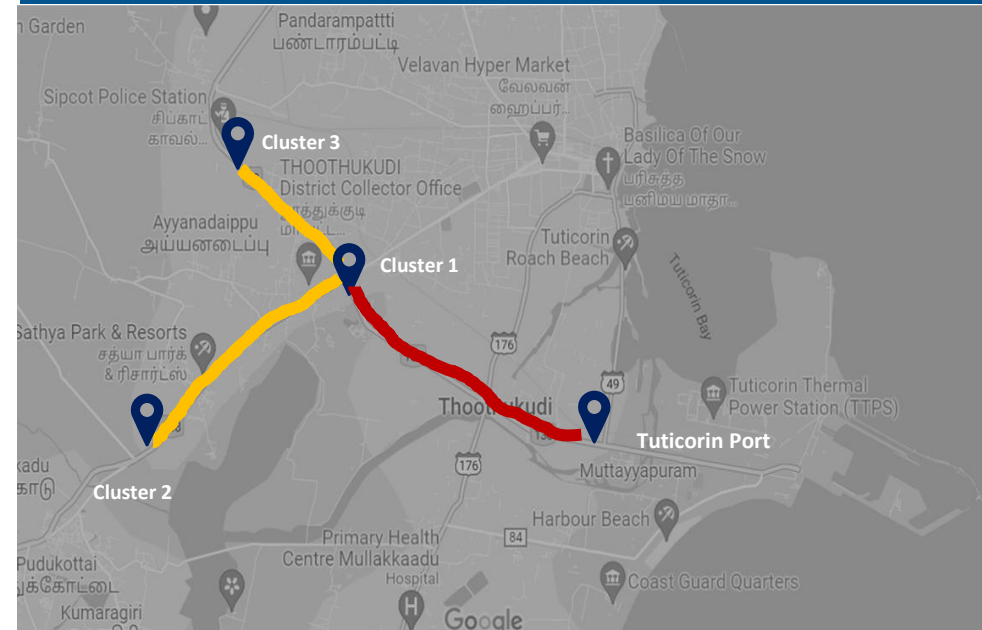 n Garden
Pandarampattti
பண்டாரம்பட்டி
Velavan Hyper Market
வேலவன்
ஹைப்பர்...
Sipcot Police Station
சிப்காட்
காவல்...
Cluster 3
Basilica Of Our
Lady Of The Snow
பரிசுத்த
பனிமய மாதா...
THOOTHUKUDI
District Collector Office
Ayyanadaippu
அய்யனடைப்பு
Tuticorin
Roach Beach
Cluster 1
Tuticorin Bay
Sathya Park & Resorts
சத்யா பார்க்
& ரிசார்ட்ஸ்
176
49
Tuticorin Thermal
Power Station (TTPS)
Thoothukudi
Tuticorin Port
176
Muttayyapuram
kadu
காடு
Cluster 2
Harbour Beach
84
Primary Health
Centre Mullakkaadu
Hospital
Pudukottai
துக்கோட்டை
Coast Guard Quarters
Kumaragiri
Google